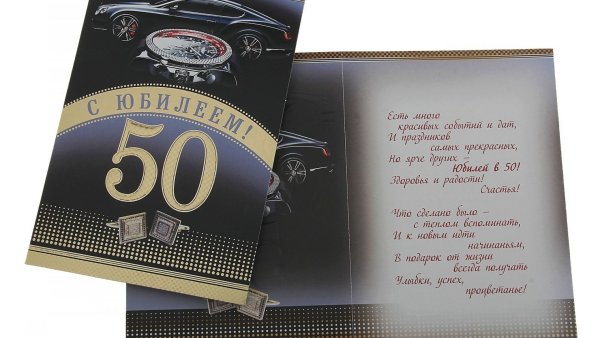 С ЮБИЛЕЕМ!
50
Есть много
красивых событий и дат,
И праздников
самых прекрасных,
Но ярче других –
Юбилей в 50!
Здоровья и радости!
Счастья!
Что сделано было –
с теплом вспоминать,
И к новым идти
начинаньям,
В подарок от жизни
всегда получать
Улыбки, успех,
процветанье!